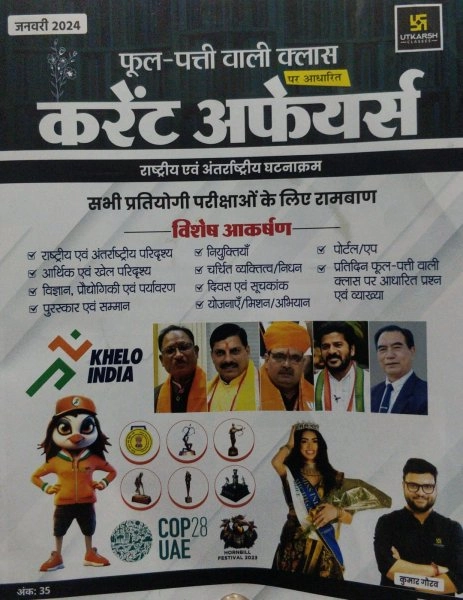 जनवरी 2024
UTKARSH
CLASSES
फूल-पत्ती वाली क्लास
पर आधारित
करेंट अफेयर्स
राष्ट्रीय एवं अंतर्राष्ट्रीय घटनाक्रम
सभी प्रतियोगी परीक्षाओं के लिए रामबाण
विशेष आकर्षण
राष्ट्रीय एवं अंतर्राष्ट्रीय परिदृश्य
आर्थिक एवं खेल परिदृश्य
विज्ञान, प्रौद्योगिकी एवं पर्यावरण
पुरस्कार एवं सम्मान
नियुक्तियाँ
चर्चित व्यक्तित्व/निधन
दिवस एवं सूचकांक
योजनाएँ/मिशन/अभियान
पोर्टल/एप
प्रतिदिन फूल-पत्ती वाली
क्लास पर आधारित प्रश्न
एवं व्याख्या
KHELO
INDIA
COP28
UAE
HORNBILL
FESTIVAL 2023
कुमार गौरव
अंक: 35